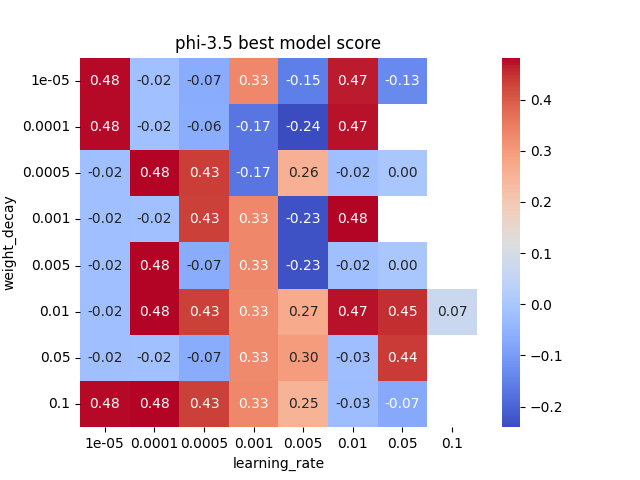 phi-3.5 best model score
1e-05 0.48 -0.02 -0.07 0.33 -0.15 0.47 -0.13
0.0001 0.48 -0.02 -0.06 -0.17 -0.24 0.47
0.0005 -0.02 0.48 0.43 -0.17 0.26 -0.02 0.00
0.001 -0.02 -0.02 0.43 0.33 -0.23 0.48
0.005 -0.02 0.48 -0.07 0.33 -0.23 -0.02 0.00
0.01 -0.02 0.48 0.43 0.33 0.27 0.47 0.45 0.07
0.05 -0.02 -0.02 -0.07 0.33 0.30 -0.03 0.44
0.1 0.48 0.48 0.43 0.33 0.25 -0.03 -0.07
1e-05 0.0001 0.0005 0.001 0.005 0.01 0.05 0.1
learning_rate
weight_decay
0.4
0.3
0.2
0.1
0.0
−0.1
−0.2